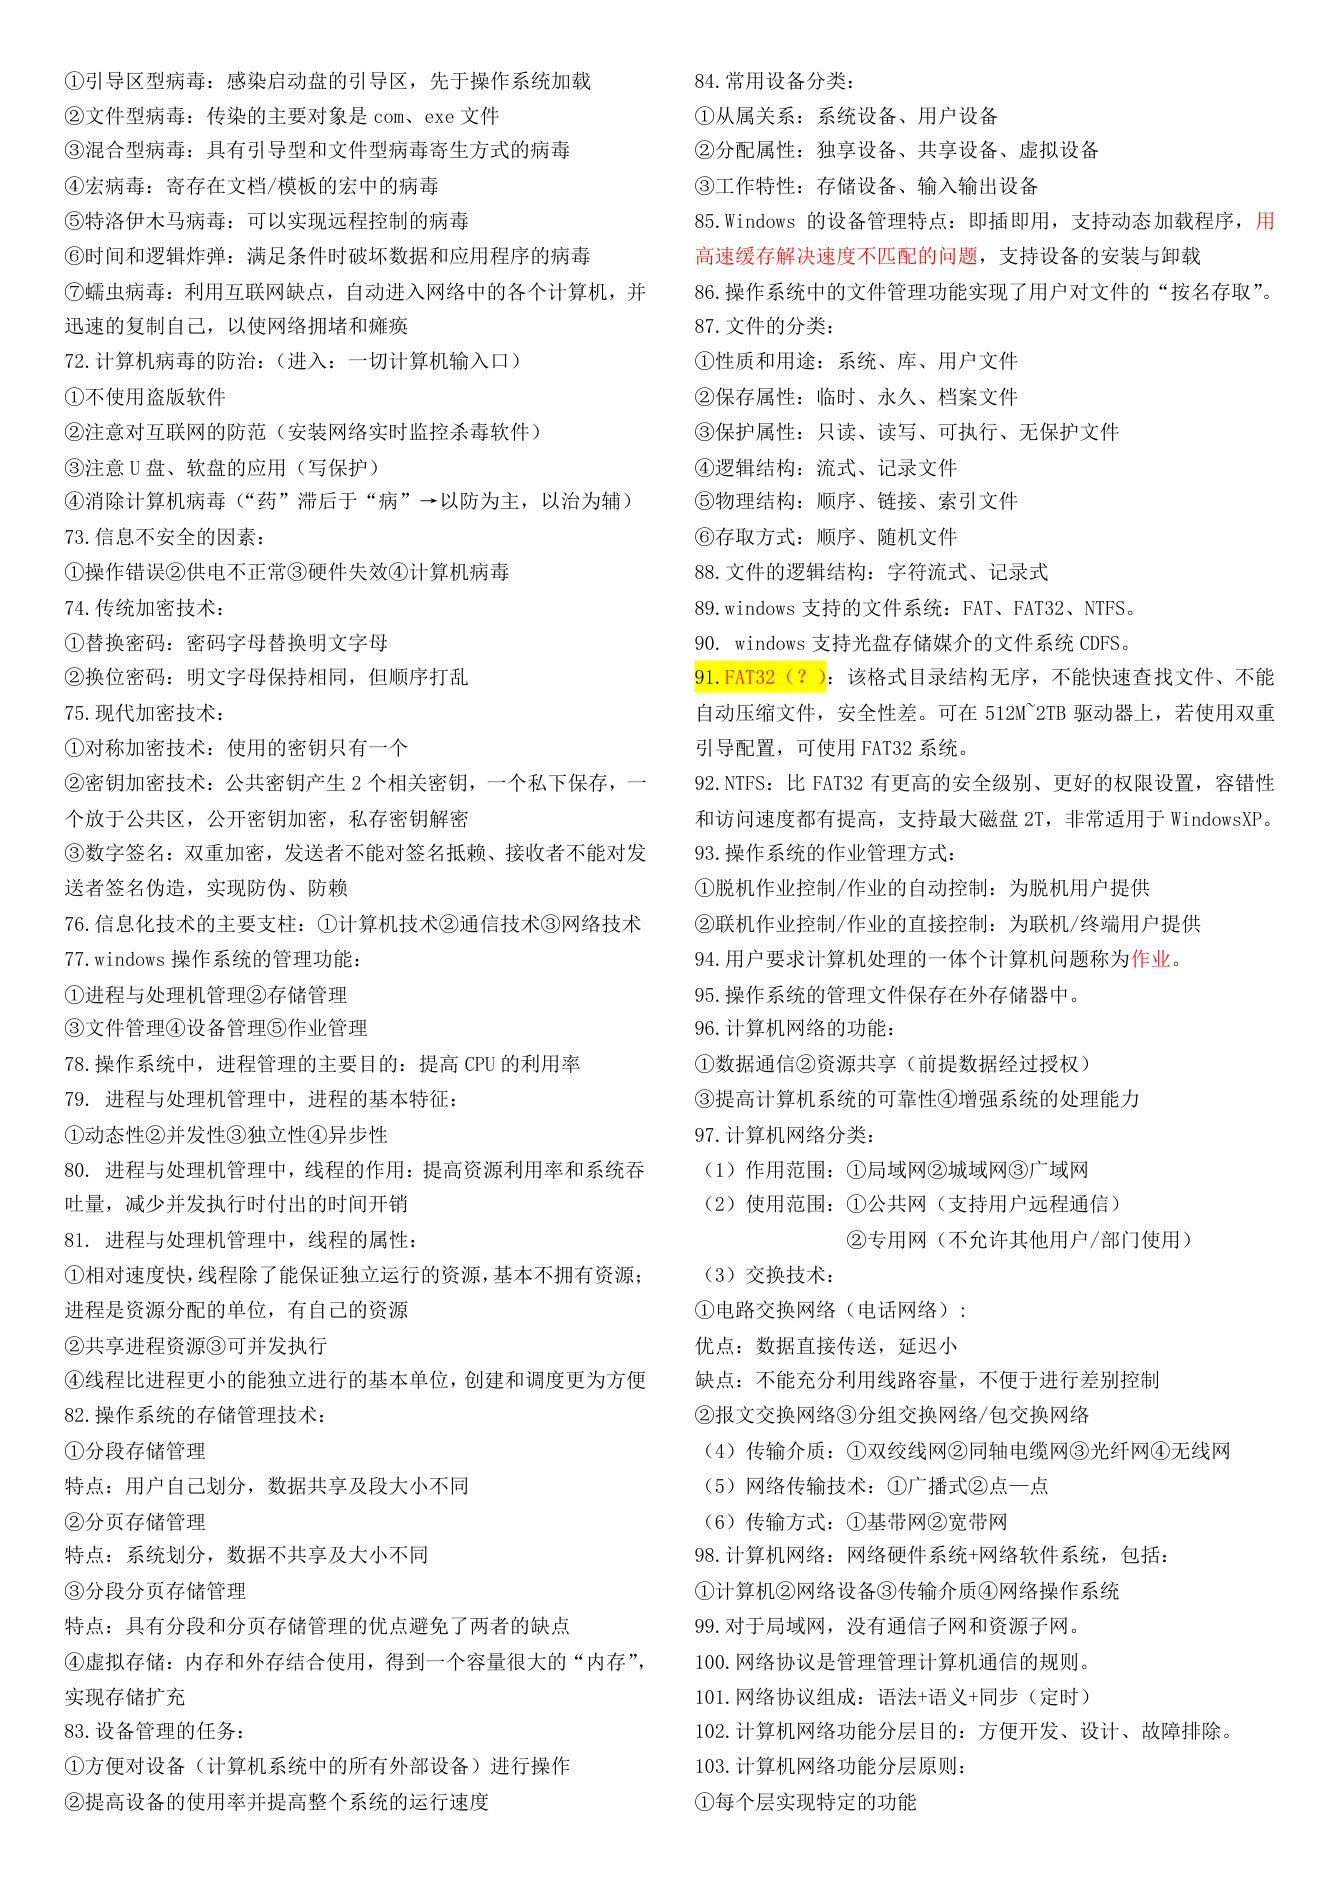 ①引导区型病毒：感染启动盘的引导区，先于操作系统加载
②文件型病毒：传染的主要对象是 com、exe 文件
③混合型病毒：具有引导型和文件型病毒寄生方式的病毒
④宏病毒：寄存在文档/模板的宏中的病毒
⑤特洛伊木马病毒：可以实现远程控制的病毒
⑥时间和逻辑炸弹：满足条件时破坏数据和应用程序的病毒
⑦蠕虫病毒：利用互联网缺点，自动进入网络中的各个计算机，并
迅速的复制自己，以使网络拥堵和瘫痪
72.计算机病毒的防治：（进入：一切计算机输入口）
①不使用盗版软件
②注意对互联网的防范（安装网络实时监控杀毒软件）
③注意 U 盘、软盘的应用（写保护）
④消除计算机病毒（“药”滞后于“病”→以防为主，以治为辅）
73.信息不安全的因素：
①操作错误②供电不正常③硬件失效④计算机病毒
74.传统加密技术：
①替换密码：密码字母替换明文字母
②换位密码：明文字母保持相同，但顺序打乱
75.现代加密技术：
①对称加密技术：使用的密钥只有一个
②密钥加密技术：公共密钥产生 2 个相关密钥，一个私下保存，一
个放于公共区，公开密钥加密，私存密钥解密
③数字签名：双重加密，发送者不能对签名抵赖、接收者不能对发
送者签名伪造，实现防伪、防赖
76.信息化技术的主要支柱：①计算机技术②通信技术③网络技术
77.windows 操作系统的管理功能：
①进程与处理机管理②存储管理
③文件管理④设备管理⑤作业管理
78.操作系统中，进程管理的主要目的：提高 CPU 的利用率
79. 进程与处理机管理中，进程的基本特征：
①动态性②并发性③独立性④异步性
80. 进程与处理机管理中，线程的作用：提高资源利用率和系统吞
吐量，减少并发执行时付出的时间开销
81. 进程与处理机管理中，线程的属性：
①相对速度快，线程除了能保证独立运行的资源，基本不拥有资源；
进程是资源分配的单位，有自己的资源
②共享进程资源③可并发执行
④线程比进程更小的能独立进行的基本单位，创建和调度更为方便
82.操作系统的存储管理技术：
①分段存储管理
特点：用户自己划分，数据共享及段大小不同
②分页存储管理
特点：系统划分，数据不共享及大小不同
③分段分页存储管理
特点：具有分段和分页存储管理的优点避免了两者的缺点
④虚拟存储：内存和外存结合使用，得到一个容量很大的“内存”，
实现存储扩充
83.设备管理的任务：
①方便对设备（计算机系统中的所有外部设备）进行操作
②提高设备的使用率并提高整个系统的运行速度
84.常用设备分类：
①从属关系：系统设备、用户设备
②分配属性：独享设备、共享设备、虚拟设备
③工作特性：存储设备、输入输出设备
85.Windows 的设备管理特点：即插即用，支持动态加载程序，用
高速缓存解决速度不匹配的问题，支持设备的安装与卸载
86.操作系统中的文件管理功能实现了用户对文件的“按名存取”。
87.文件的分类：
①性质和用途：系统、库、用户文件
②保存属性：临时、永久、档案文件
③保护属性：只读、读写、可执行、无保护文件
④逻辑结构：流式、记录文件
⑤物理结构：顺序、链接、索引文件
⑥存取方式：顺序、随机文件
88.文件的逻辑结构：字符流式、记录式
89.windows 支持的文件系统：FAT、FAT32、NTFS。
90. windows 支持光盘存储媒介的文件系统 CDFS。
91.FAT32（？）：该格式目录结构无序，不能快速查找文件、不能
自动压缩文件，安全性差。可在 512M~2TB 驱动器上，若使用双重
引导配置，可使用 FAT32 系统。
92.NTFS：比 FAT32 有更高的安全级别、更好的权限设置，容错性
和访问速度都有提高，支持最大磁盘 2T，非常适用于 WindowsXP。
93.操作系统的作业管理方式：
①脱机作业控制/作业的自动控制：为脱机用户提供
②联机作业控制/作业的直接控制：为联机/终端用户提供
94.用户要求计算机处理的一体个计算机问题称为作业。
95.操作系统的管理文件保存在外存储器中。
96.计算机网络的功能：
①数据通信②资源共享（前提数据经过授权）
③提高计算机系统的可靠性④增强系统的处理能力
97.计算机网络分类：
（1）作用范围：①局域网②城域网③广域网
（2）使用范围：①公共网（支持用户远程通信）
②专用网（不允许其他用户/部门使用）
（3）交换技术：
①电路交换网络（电话网络）：
优点：数据直接传送，延迟小
缺点：不能充分利用线路容量，不便于进行差别控制
②报文交换网络③分组交换网络/包交换网络
（4）传输介质：①双绞线网②同轴电缆网③光纤网④无线网
（5）网络传输技术：①广播式②点—点
（6）传输方式：①基带网②宽带网
98.计算机网络：网络硬件系统+网络软件系统，包括：
①计算机②网络设备③传输介质④网络操作系统
99.对于局域网，没有通信子网和资源子网。
100.网络协议是管理管理计算机通信的规则。
101.网络协议组成：语法+语义+同步（定时）
102.计算机网络功能分层目的：方便开发、设计、故障排除。
103.计算机网络功能分层原则：
①每个层实现特定的功能